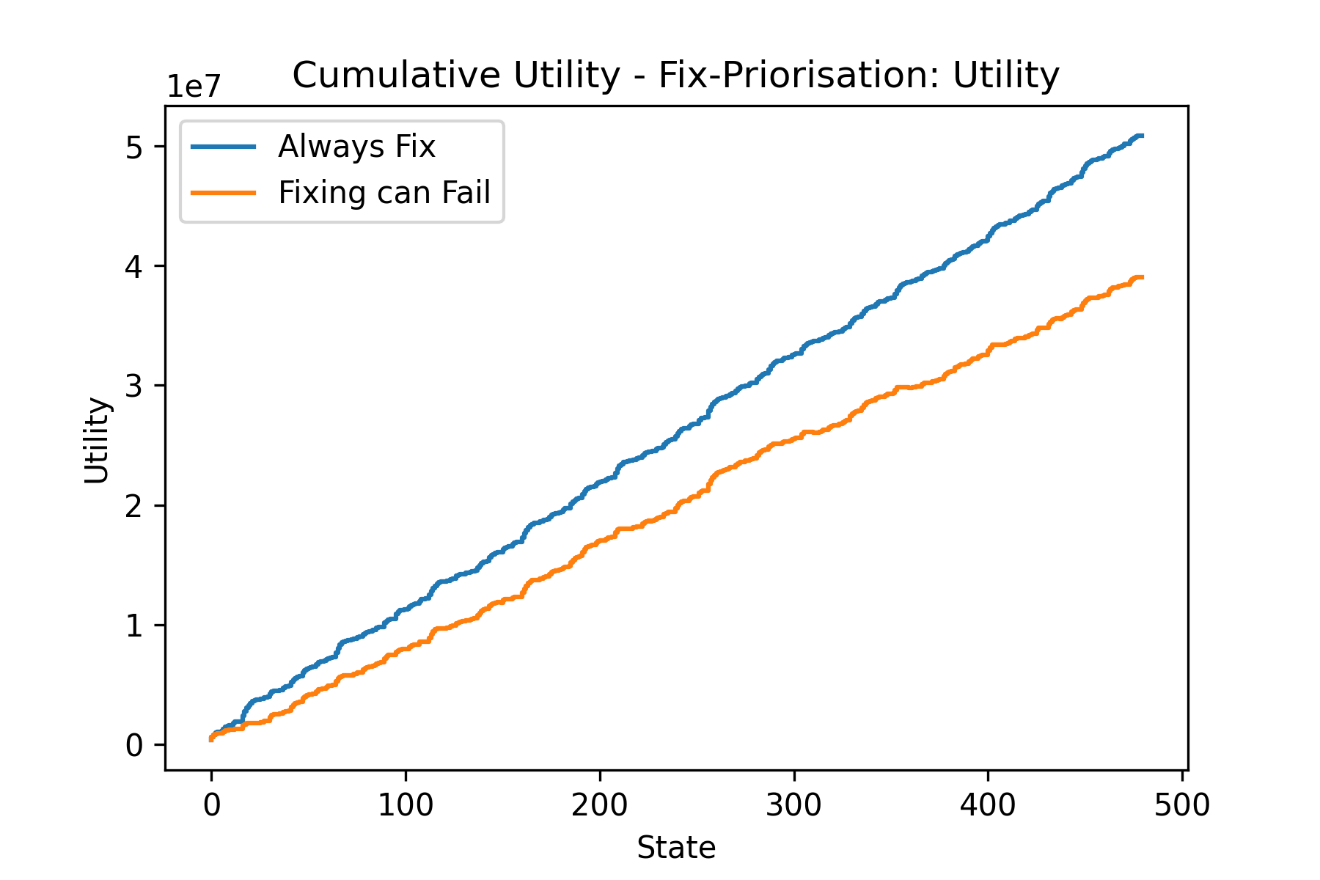 Cumulative Utility - Fix-Priorisation: Utility
1e7
Always Fix
Fixing can Fail
5
4
3
2
1
0
Utility
0 100 200 300 400 500
State